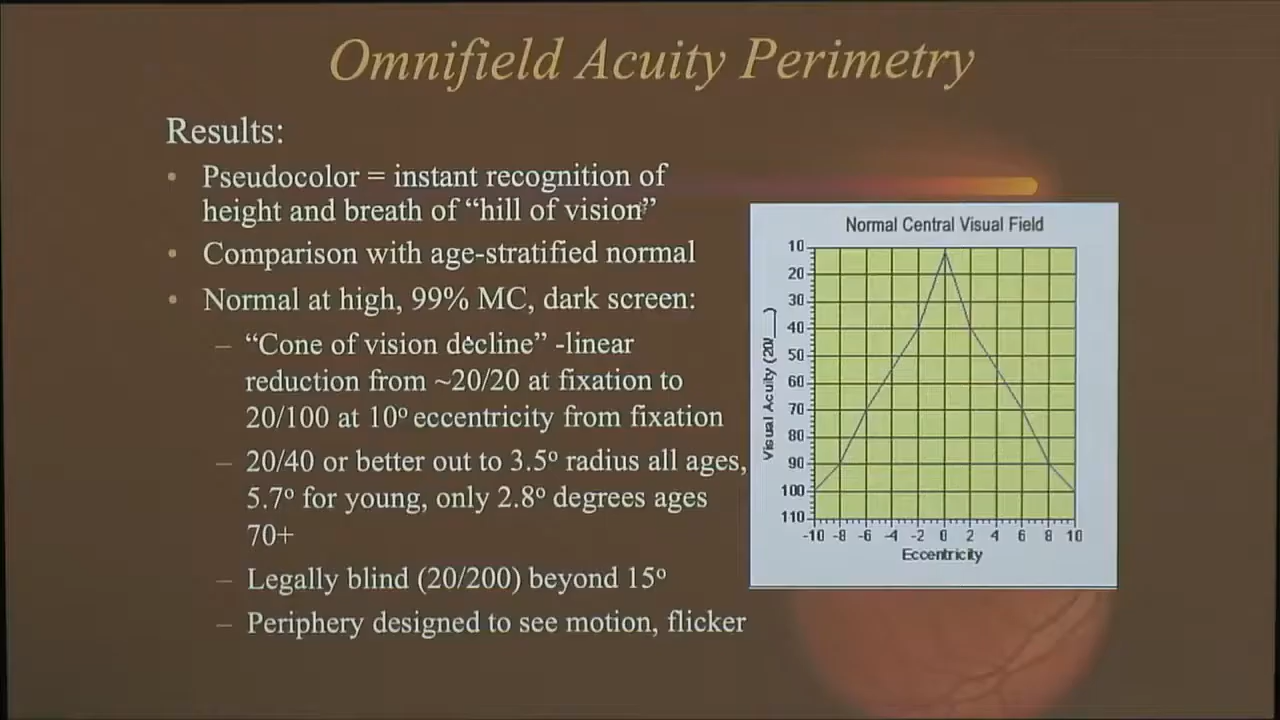 Omnifield Acuity Perimetry
Results:
• Pseudocolor = instant recognition of
height and breath of “hill of vision”
• Comparison with age-stratified normal
• Normal at high, 99% MC, dark screen:
– “Cone of vision decline” -linear
reduction from ~20/20 at fixation to
20/100 at 10º eccentricity from fixation
– 20/40 or better out to 3.5º radius all ages,
5.7º for young, only 2.8º degrees ages
70+
– Legally blind (20/200) beyond 15º
– Periphery designed to see motion, flicker
Normal Central Visual Field
Visual Acuity (20/___)
10
20
30
40
50
60
70
80
90
100
110
-10 -8 -6 -4 -2 0 2 4 6 8 10
Eccentricity